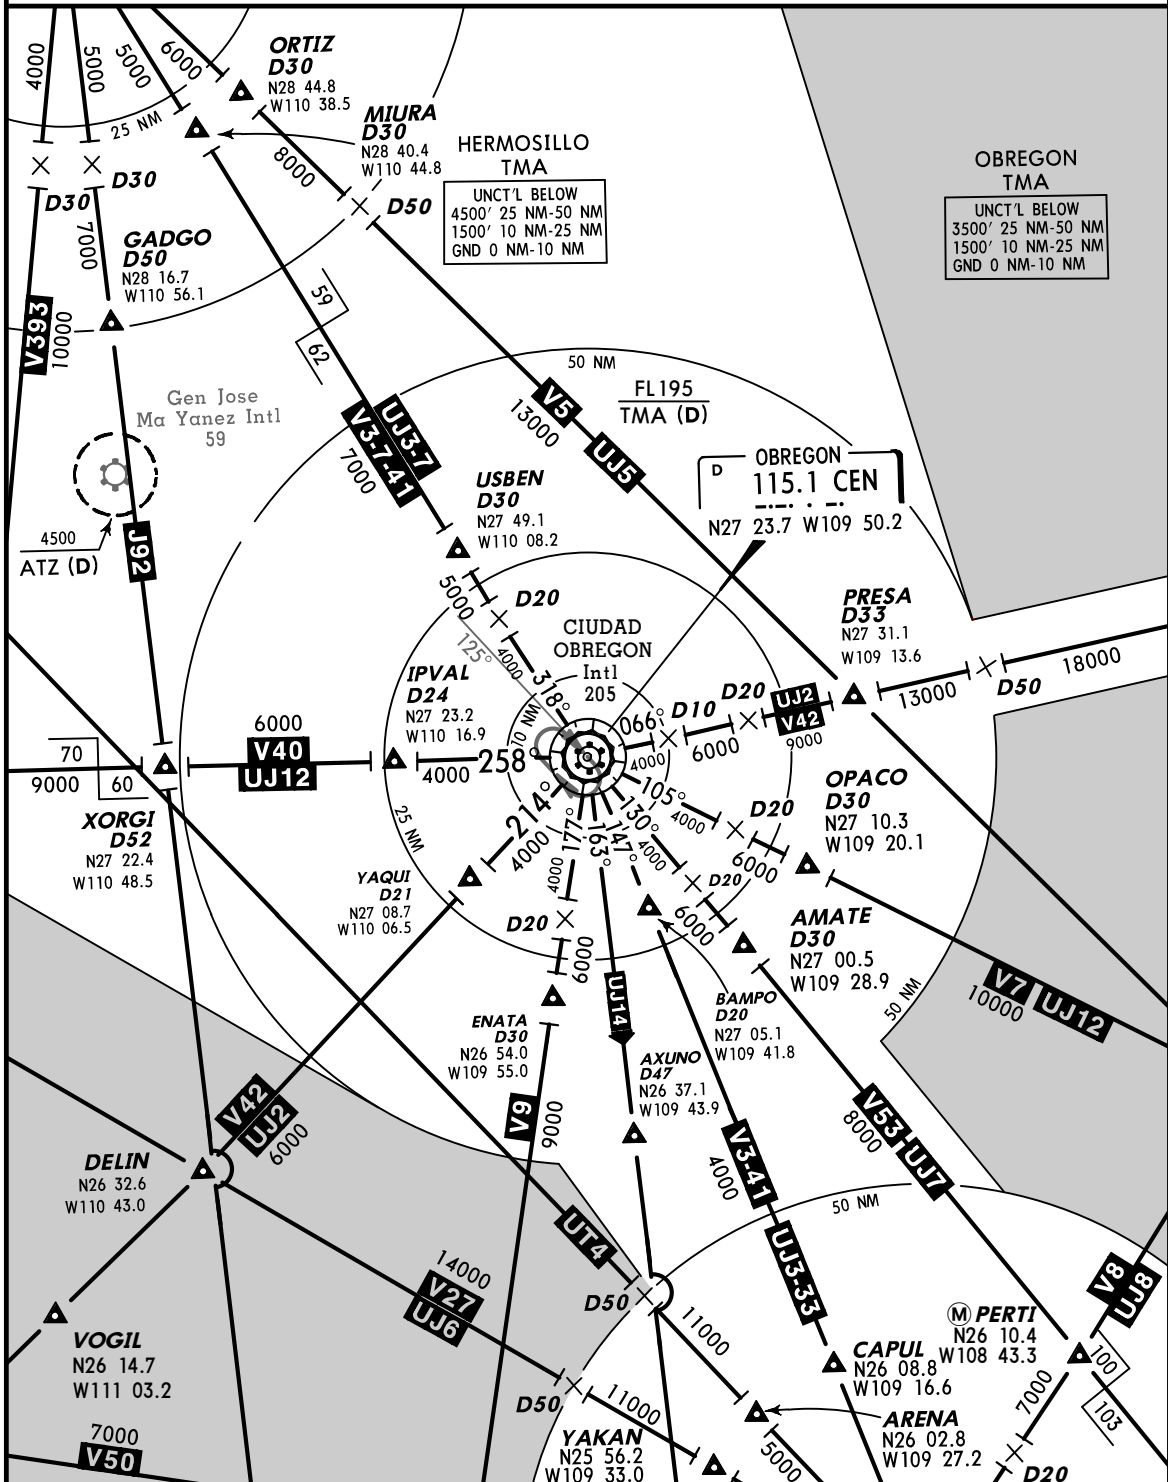 4000
5000
5000
6000
ORTIZ
D30
N28 44.8
W110 38.5
25 NM
MIURA
D30
N28 40.4
W110 44.8
8000
D30
D30
D50
7000
HERMOSILLO
TMA
UNCT'L BELOW
4500' 25 NM-50 NM
1500' 10 NM-25 NM
GND 0 NM-10 NM
OBREGON
TMA
UNCT'L BELOW
3500' 25 NM-50 NM
1500' 10 NM-25 NM
GND 0 NM-10 NM
GADGO
D50
N28 16.7
W110 56.1
V393
10000
59
62
Gen Jose
Ma Yanez Intl
59
4500
ATZ (D)
J92
50 NM
FL195
TMA (D)
V5
13000
UJ5
UJ3-7
V3-7-41
7000
OBREGON
D
115.1 CEN
N27 23.7 W109 50.2
USBEN
D30
N27 49.1
W110 08.2
5000
D20
125°
4000
318°
CIUDAD
OBREGON
Intl
205
10 NM
PRESA
D33
N27 31.1
W109 13.6
18000
13000
D50
IPVAL
D24
N27 23.2
W110 16.9
D20
UJ2
V42
9000
D10
066°
4000
6000
6000
V40
UJ12
4000
258°
70
9000
60
XORGI
D52
N27 22.4
W110 48.5
25 NM
214°
4000
177°
4000
163°
147°
130°
4000
105°
4000
D20
6000
OPACO
D30
N27 10.3
W109 20.1
YAQUI
D21
N27 08.7
W110 06.5
D20
6000
D20
6000
AMATE
D30
N27 00.5
W109 28.9
50 NM
V7
UJ12
10000
UJ14
ENATA
D30
N26 54.0
W109 55.0
BAMPO
D20
N27 05.1
W109 41.8
AXUNO
D47
N26 37.1
W109 43.9
V9
9000
V42
UJ2
6000
V53
UJ7
8000
V3-41
4000
DELIN
N26 32.6
W110 43.0
50 NM
UT4
UJ3-33
V8
UJ8
14000
V27
UJ6
D50
11000
VOGIL
N26 14.7
W111 03.2
M PERTI
N26 10.4
W108 43.3
CAPUL
N26 08.8
W109 16.6
100
103
7000
D50
11000
ARENA
N26 02.8
W109 27.2
5000
D20
YAKAN
N25 56.2
W109 33.0
7000
V50